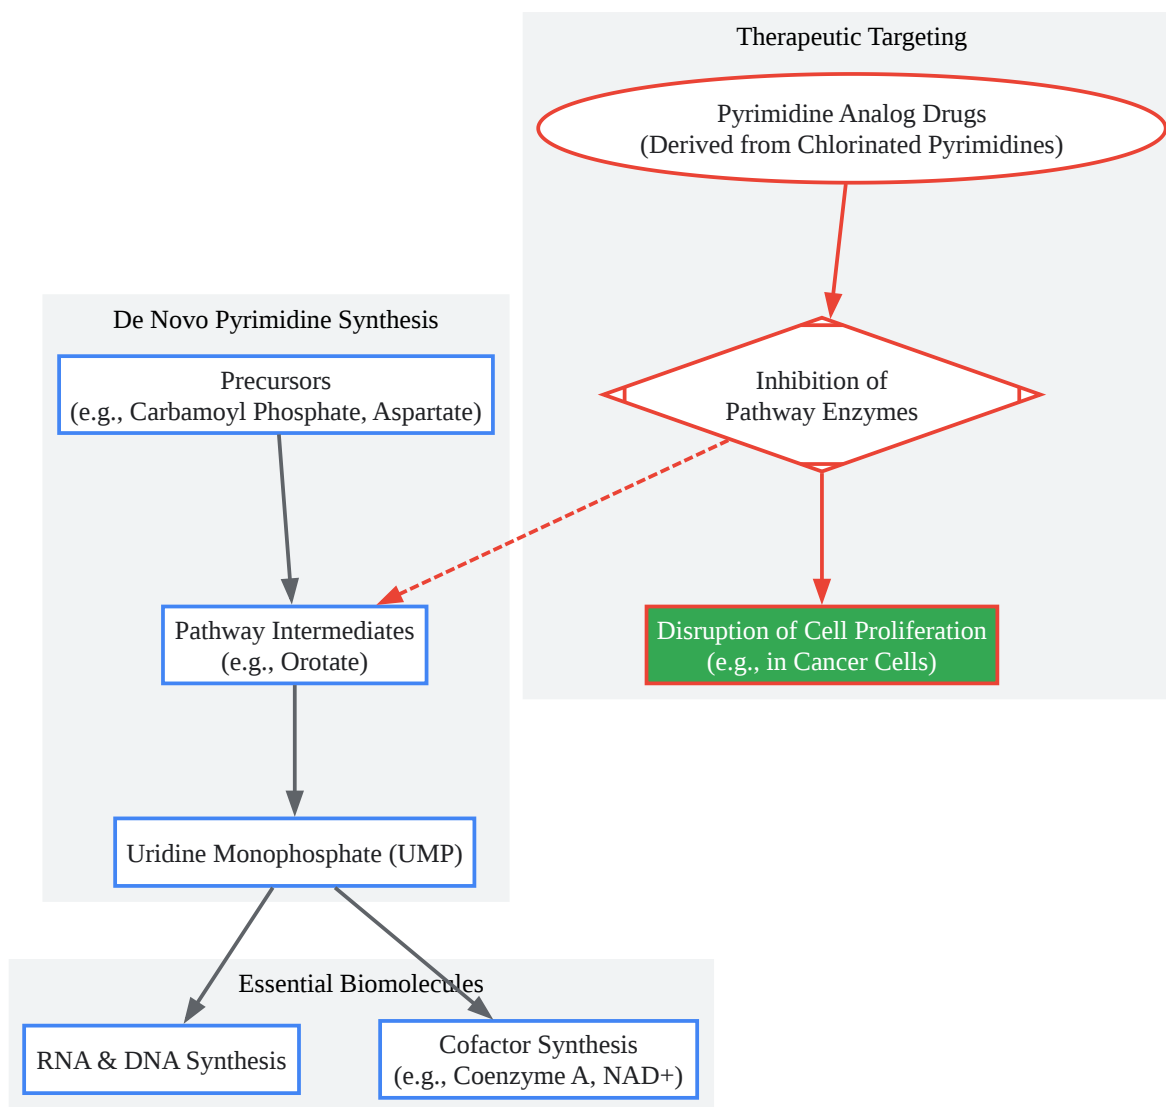 Therapeutic Targeting
Pyrimidine Analog Drugs
(Derived from Chlorinated Pyrimidines)
Inhibition of
Pathway Enzymes
Disruption of Cell Proliferation
(e.g., in Cancer Cells)
De Novo Pyrimidine Synthesis
Precursors
(e.g., Carbamoyl Phosphate, Aspartate)
Pathway Intermediates
(e.g., Orotate)
Uridine Monophosphate (UMP)
Essential Biomolecules
RNA & DNA Synthesis
Cofactor Synthesis
(e.g., Coenzyme A, NAD+)